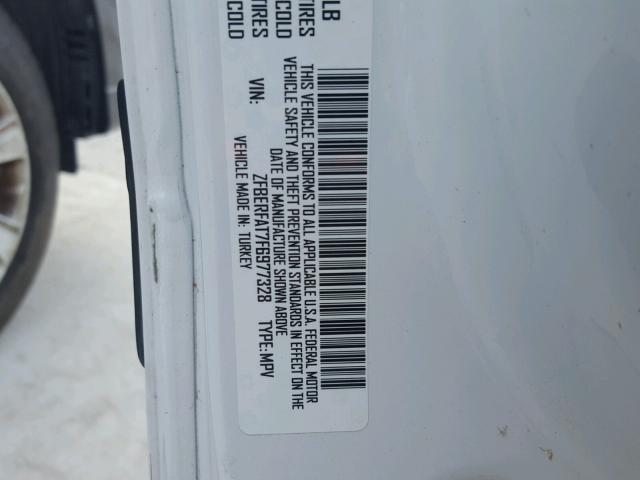 LB
TIRES
COLD
TIRES
COLD
THIS VEHICLE CONFORMS TO ALL APPLICABLE U.S.A. FEDERAL MOTOR
VEHICLE SAFETY AND THEFT PREVENTION STANDARDS IN EFFECT ON THE
DATE OF MANUFACTURE SHOWN ABOVE
VIN: ZFBERFAT7F6977328 TYPE:MPV
VEHICLE MADE IN: TURKEY